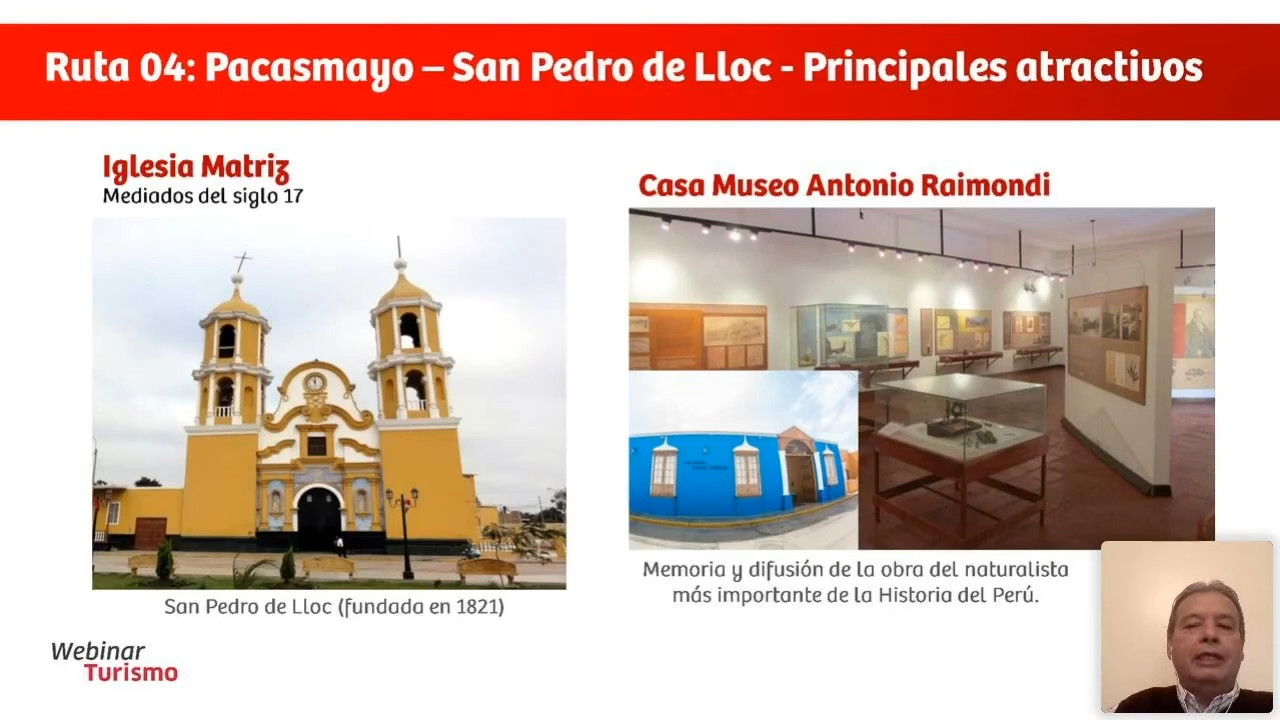 Ruta 04: Pacasmayo – San Pedro de Lloc - Principales atractivos
Iglesia Matriz
Mediados del siglo 17
San Pedro de Lloc (fundada en 1821)
Casa Museo Antonio Raimondi
Memoria y difusión de la obra del naturalista
más importante de la Historia del Perú.
Webinar
Turismo